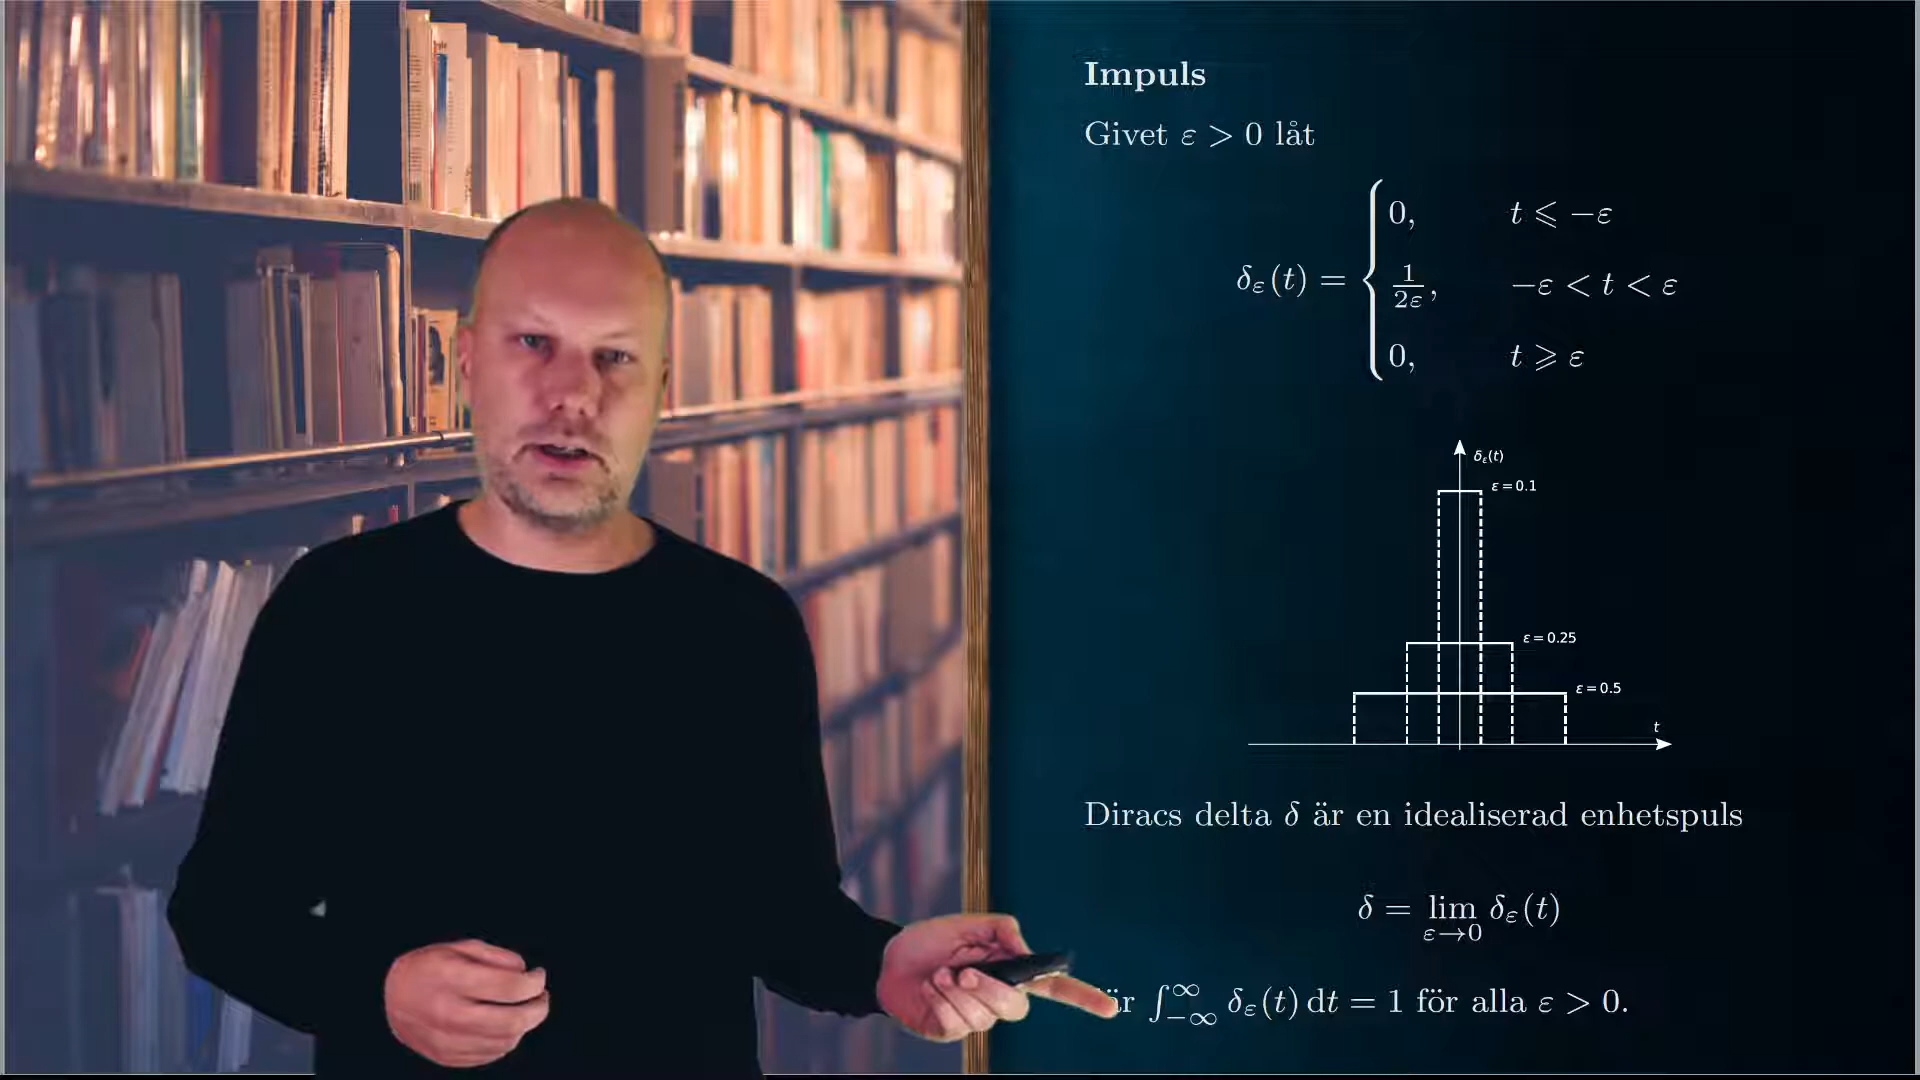 Impuls
Givet ε > 0 låt
δ_ε(t) = { 0, t ⩽ −ε
1/2ε, −ε < t < ε
0, t ⩾ ε
δ_ε(t)
ε = 0.1
ε = 0.25
ε = 0.5
t
Diracs delta δ är en idealiserad enhetspuls
δ = lim_{ε→0} δ_ε(t)
∫_{−∞}^{∞} δ_ε(t) dt = 1 för alla ε > 0.